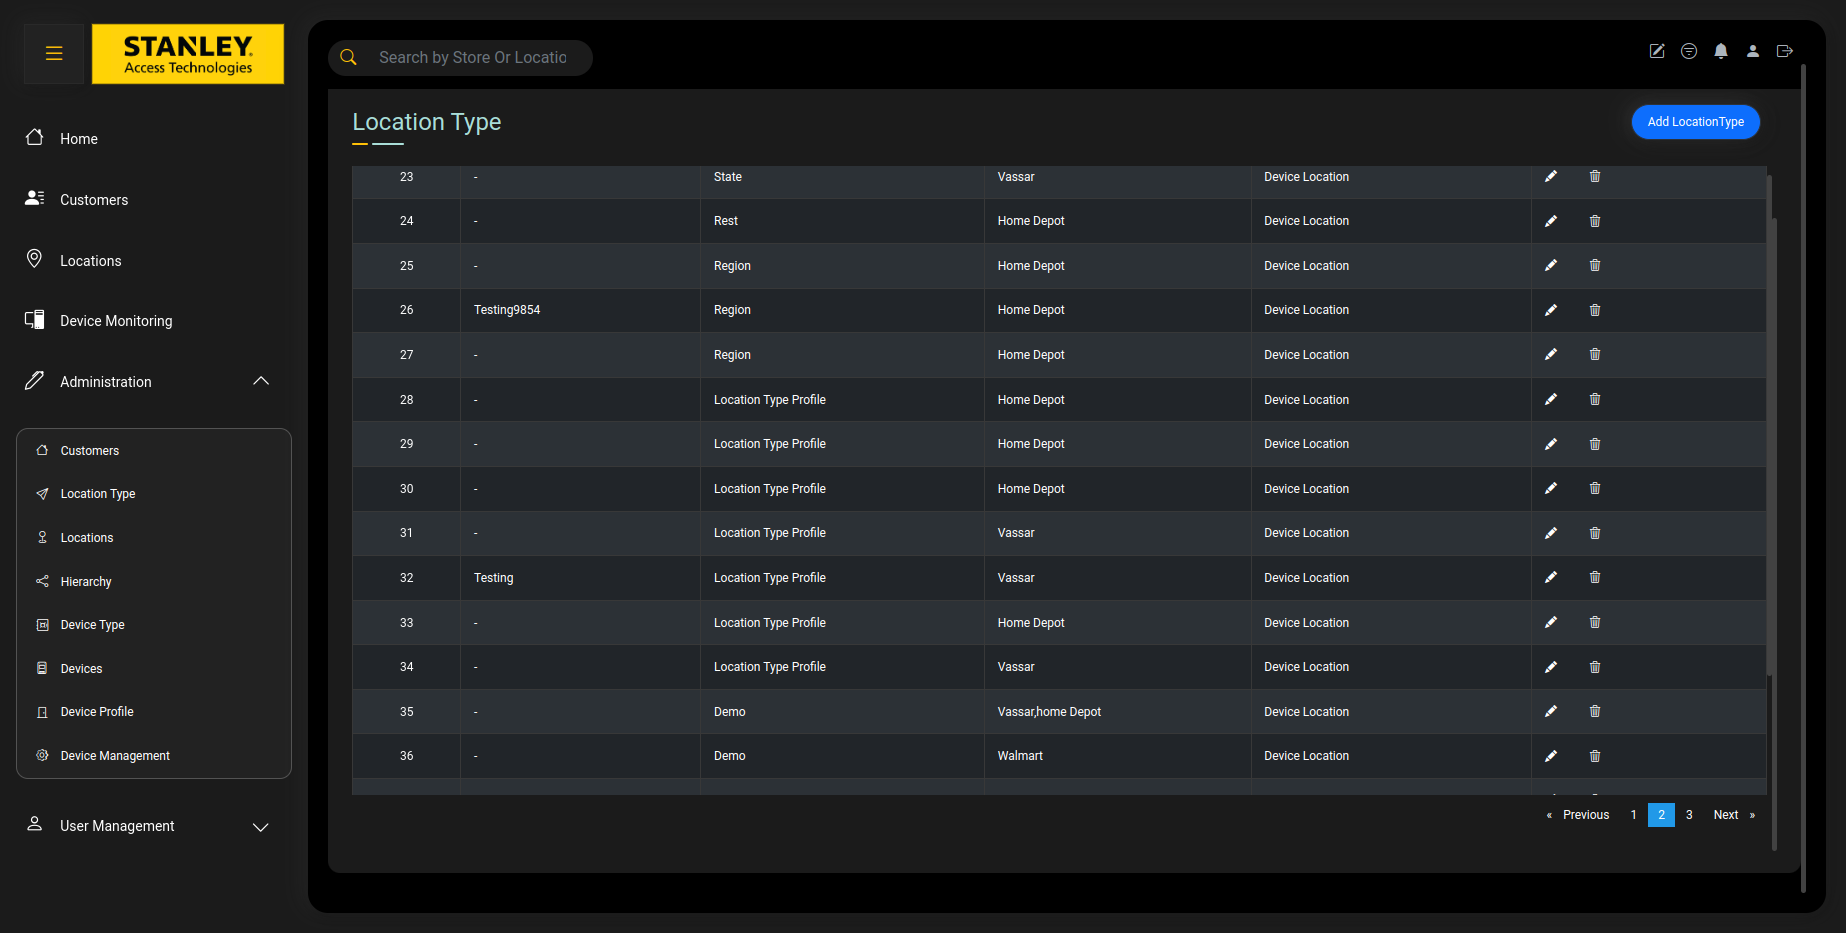 STANLEY
Access Technologies
Search by Store Or Locatio
Home
Customers
Locations
Device Monitoring
Administration
Customers
Location Type
Locations
Hierarchy
Device Type
Devices
Device Profile
Device Management
User Management
Location Type
Add LocationType
23 - State Vassar Device Location
24 - Rest Home Depot Device Location
25 - Region Home Depot Device Location
26 Testing9854 Region Home Depot Device Location
27 - Region Home Depot Device Location
28 - Location Type Profile Home Depot Device Location
29 - Location Type Profile Home Depot Device Location
30 - Location Type Profile Home Depot Device Location
31 - Location Type Profile Vassar Device Location
32 Testing Location Type Profile Vassar Device Location
33 - Location Type Profile Home Depot Device Location
34 - Location Type Profile Vassar Device Location
35 - Demo Vassar,home Depot Device Location
36 - Demo Walmart Device Location
« Previous 1 2 3 Next »